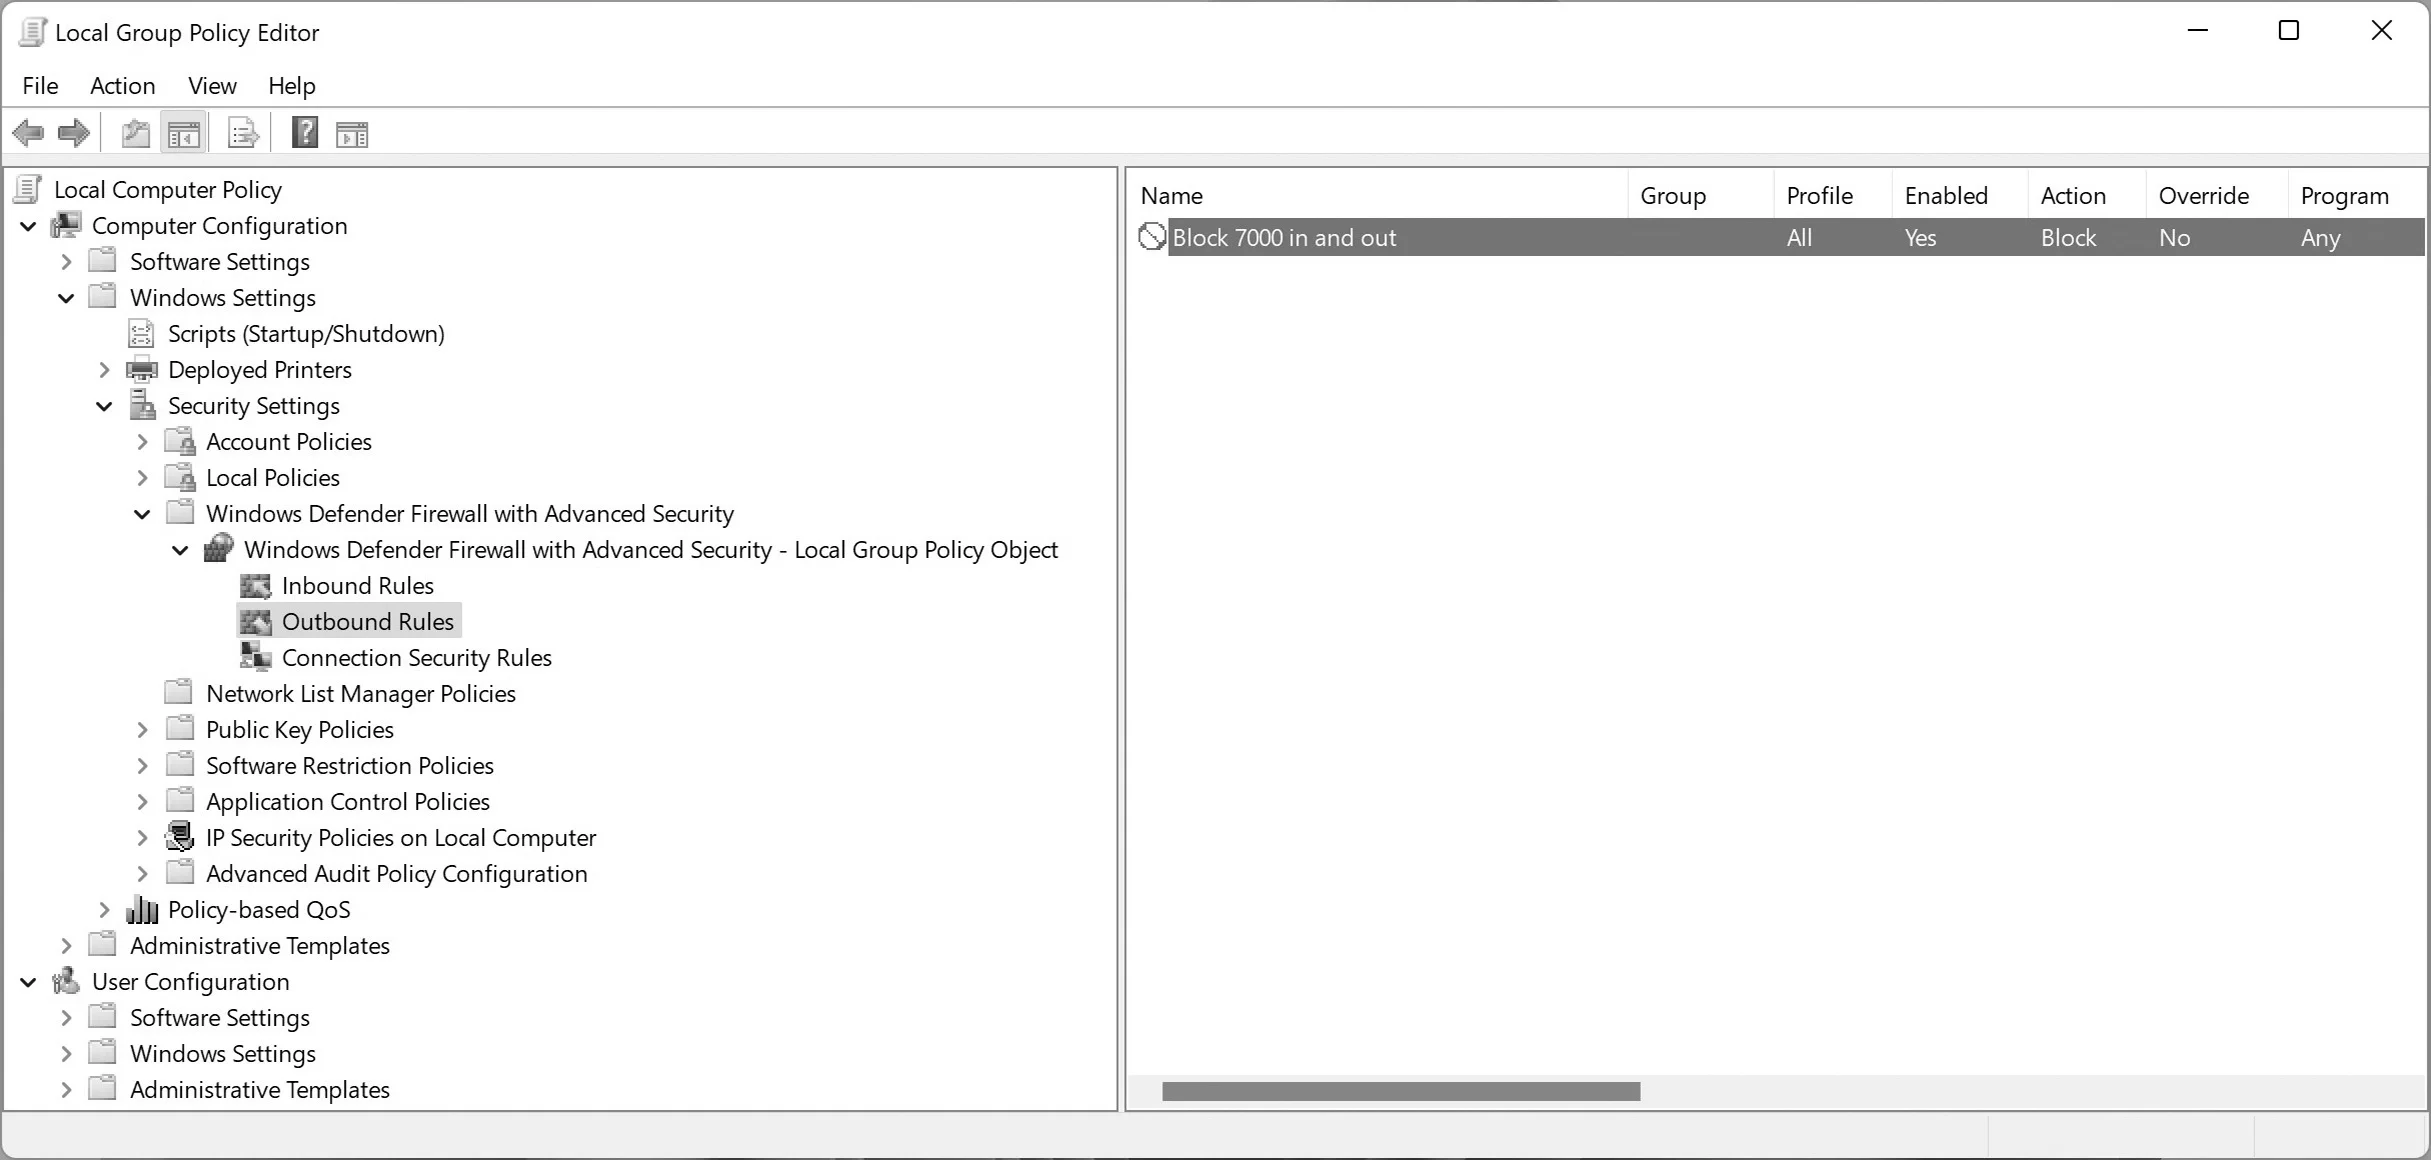 Local Group Policy Editor
File Action View Help
Local Computer Policy
Computer Configuration
Software Settings
Windows Settings
Scripts (Startup/Shutdown)
Deployed Printers
Security Settings
Account Policies
Local Policies
Windows Defender Firewall with Advanced Security
Windows Defender Firewall with Advanced Security - Local Group Policy Object
Inbound Rules
Outbound Rules
Connection Security Rules
Network List Manager Policies
Public Key Policies
Software Restriction Policies
Application Control Policies
IP Security Policies on Local Computer
Advanced Audit Policy Configuration
Policy-based QoS
Administrative Templates
User Configuration
Software Settings
Windows Settings
Administrative Templates
Name Group Profile Enabled Action Override Program
Block 7000 in and out All Yes Block No Any